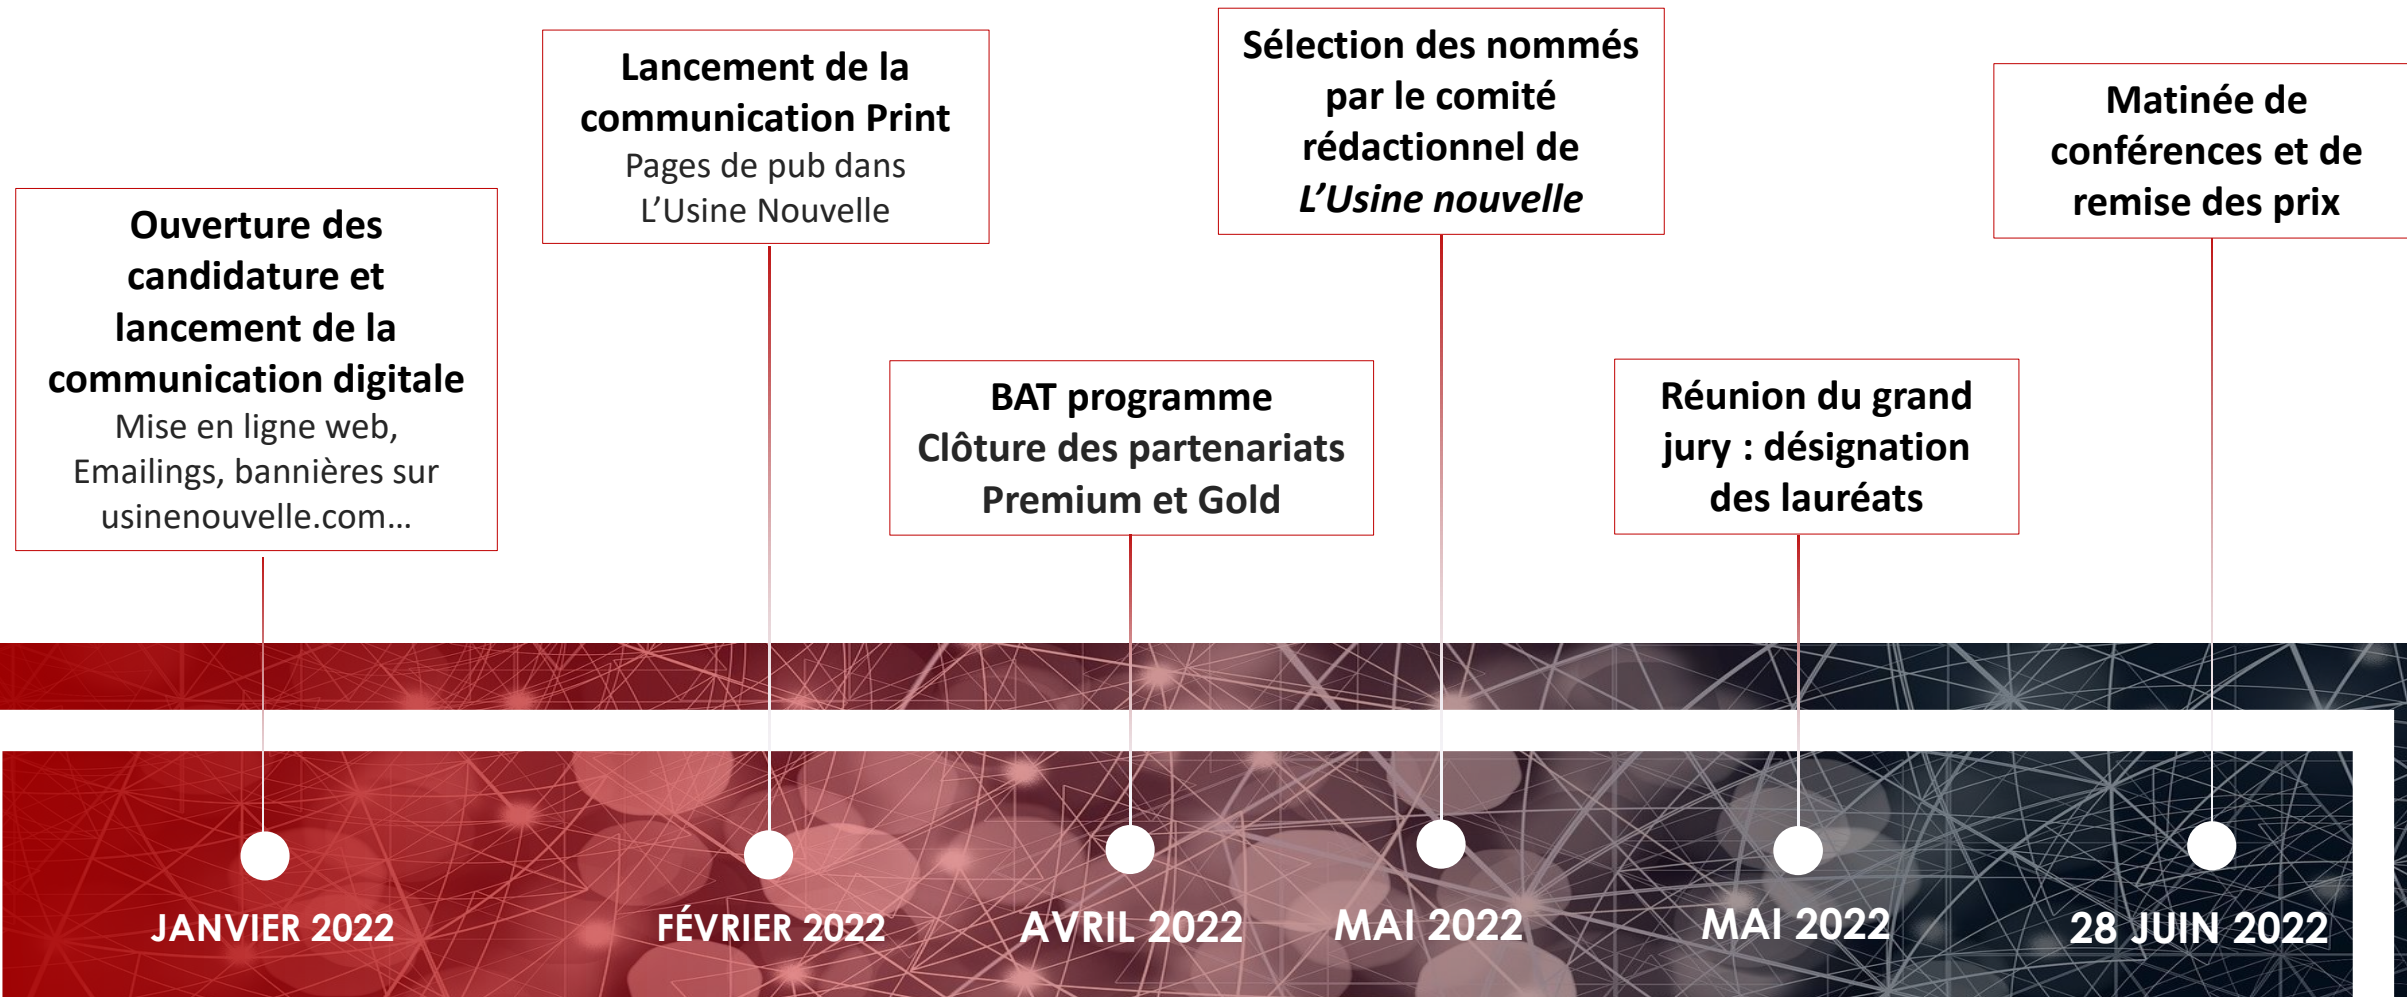 Ouverture des
candidature et
lancement de la
communication digitale
Mise en ligne web,
Emailings, bannières sur
usinenouvelle.com…
Lancement de la
communication Print
Pages de pub dans
L’Usine Nouvelle
BAT programme
Clôture des partenariats
Premium et Gold
Sélection des nommés
par le comité
rédactionnel de
L’Usine nouvelle
Réunion du grand
jury : désignation
des lauréats
Matinée de
conférences et de
remise des prix
JANVIER 2022
FÉVRIER 2022
AVRIL 2022
MAI 2022
MAI 2022
28 JUIN 2022